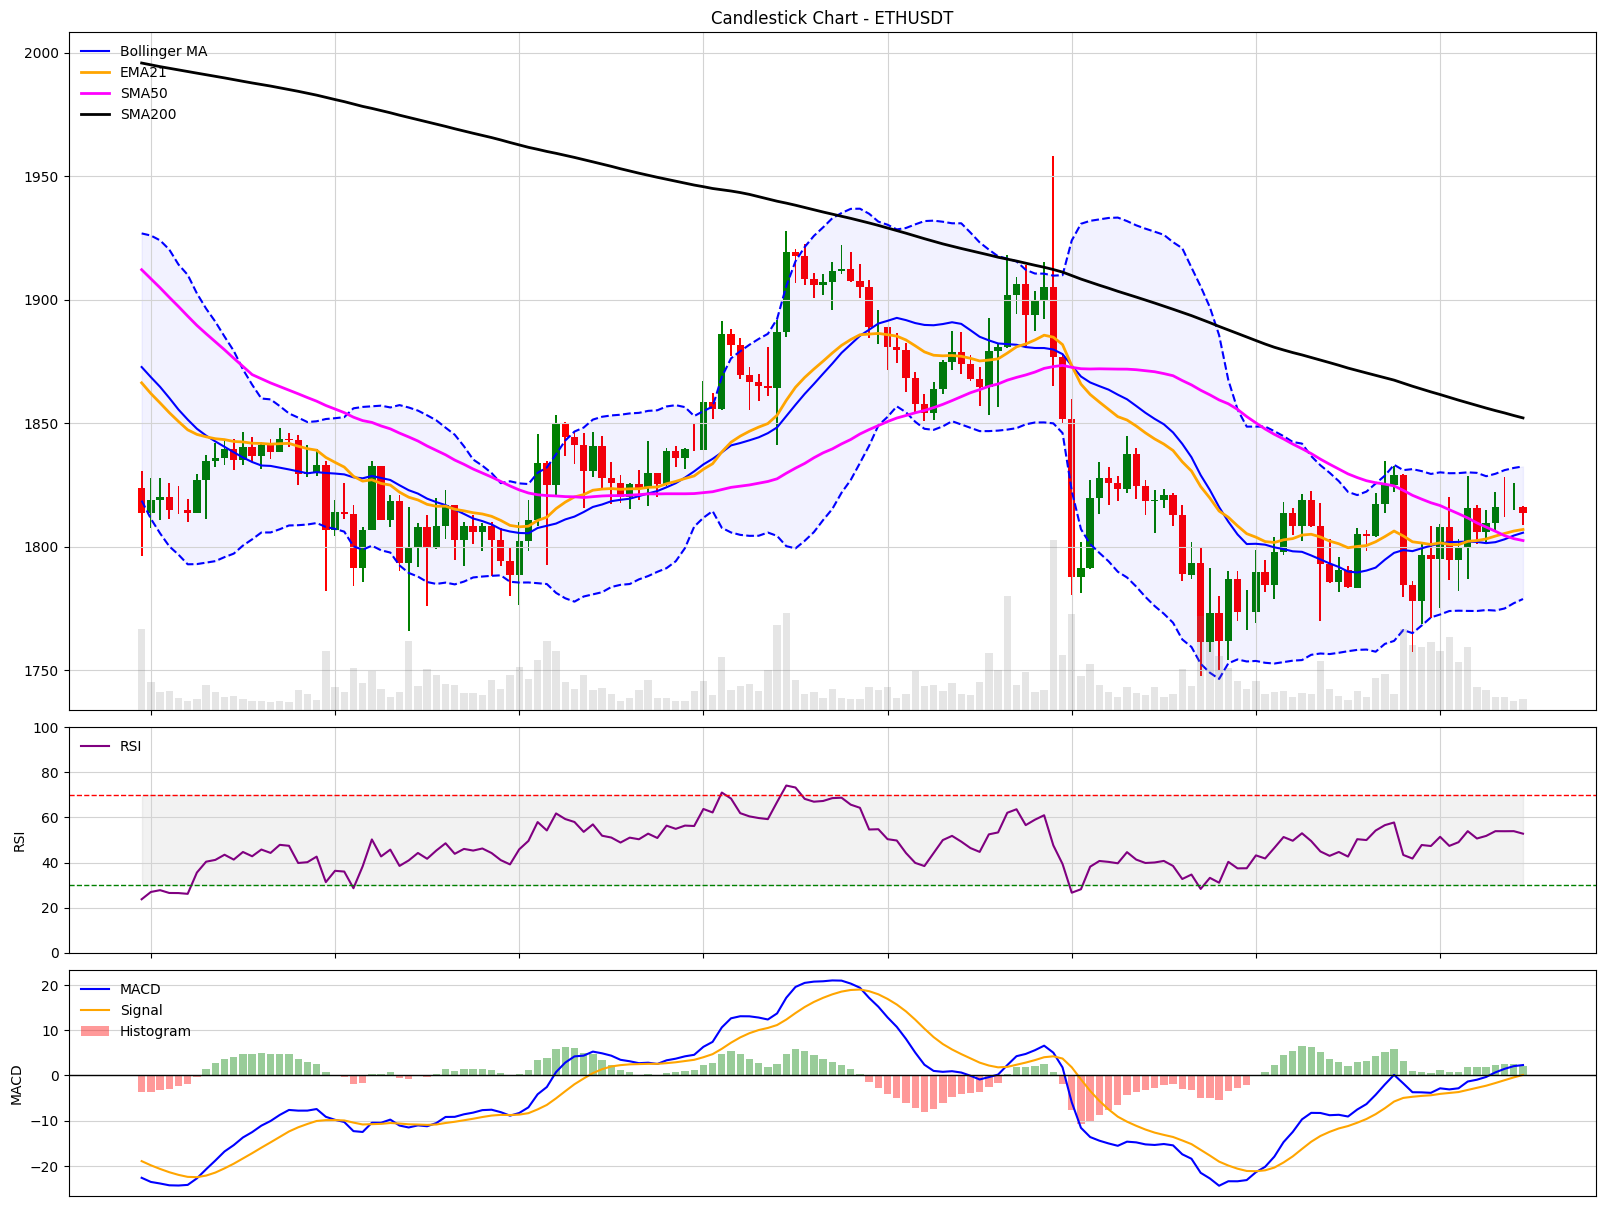 Candlestick Chart - ETHUSDT
Bollinger MA
EMA21
SMA50
SMA200
2000
1950
1900
1850
1800
1750
RSI
100
80
60
40
20
0
RSI
MACD
Signal
Histogram
20
10
0
−10
−20
MACD